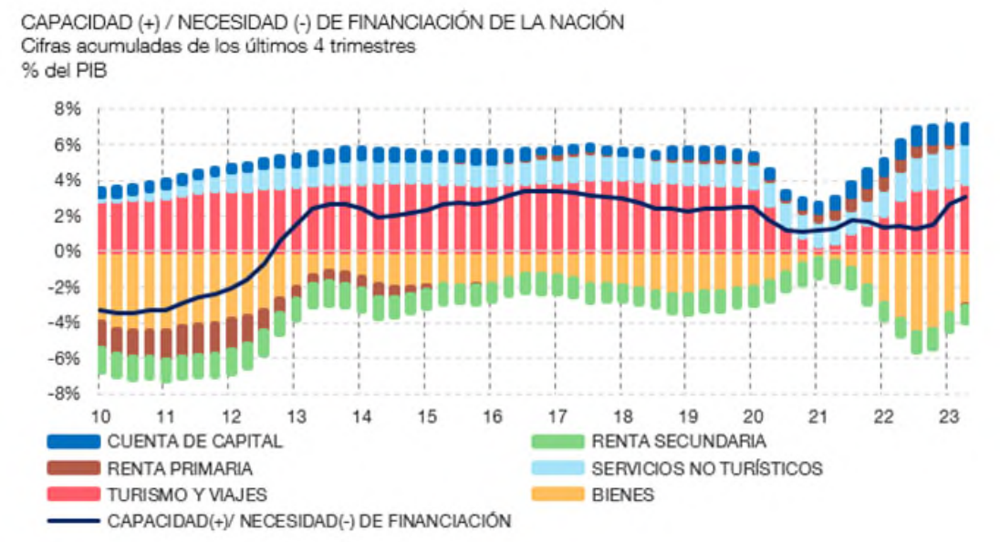 CAPACIDAD (+) / NECESIDAD (-) DE FINANCIACIÓN DE LA NACIÓN
Cifras acumuladas de los últimos 4 trimestres
% del PIB
8%
6%
4%
2%
0%
-2%
-4%
-6%
-8%
10 11 12 13 14 15 16 17 18 19 20 21 22 23
CUENTA DE CAPITAL RENTA SECUNDARIA
RENTA PRIMARIA SERVICIOS NO TURÍSTICOS
TURISMO Y VIAJES BIENES
CAPACIDAD(+)/ NECESIDAD(-) DE FINANCIACIÓN